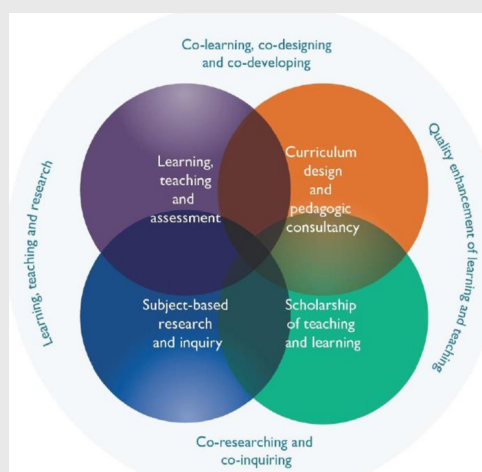 Co-learning, co-designing
and co-developing
Learning, teaching and research
Learning,
teaching
and
assessment
Curriculum
design
and
pedagogic
consultancy
Quality enhancement of learning and teaching
Subject-based
research
and inquiry
Scholarship
of teaching
and learning
Co-researching and
co-inquiring